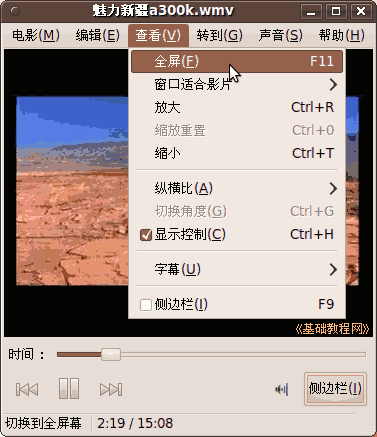 魅力新疆a300k.wmv
电影(M) 编辑(E) 查看(V) 转到(G) 声音(S) 帮助(H)
全屏(F) F11
窗口适合影片
放大 Ctrl+R
缩放重置 Ctrl+0
缩小 Ctrl+T
纵横比(A)
切换角度(G) Ctrl+G
显示控制(C) Ctrl+H
字幕(U)
侧边栏(I) F9
《基础教程网》
时间：
侧边栏(I)
切换到全屏幕 2:19 / 15:08